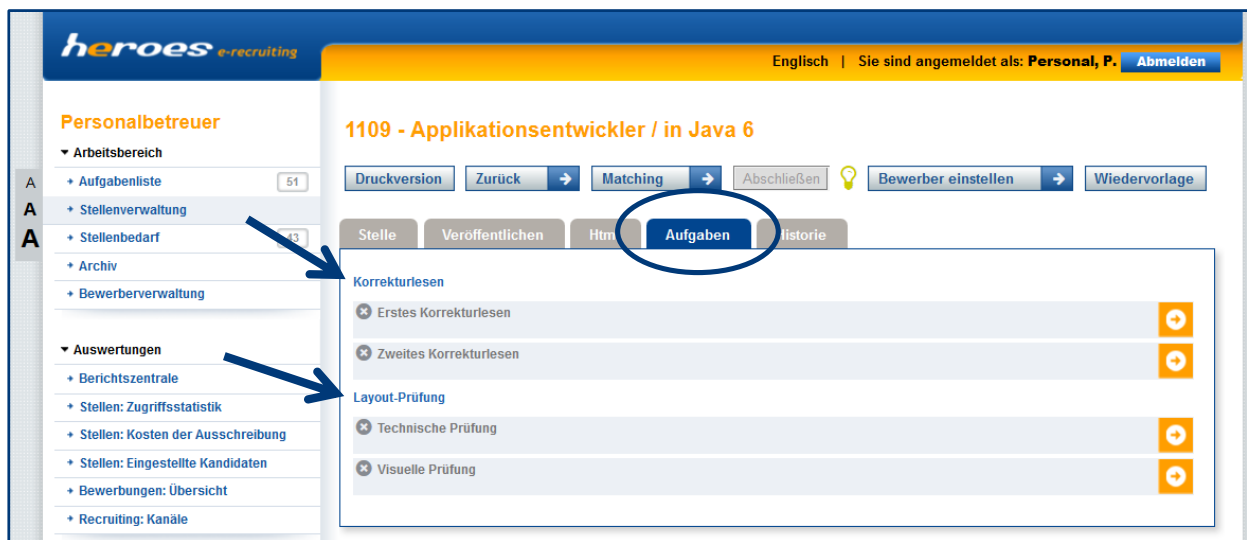 heroes e-recruiting
Englisch | Sie sind angemeldet als: Personal, P. Abmelden
Personalbetreuer
Arbeitsbereich
Aufgabenliste 51
Stellenverwaltung
Stellenbedarf 43
Archiv
Bewerberverwaltung
Auswertungen
Berichtszentrale
Stellen: Zugriffsstatistik
Stellen: Kosten der Ausschreibung
Stellen: Eingestellte Kandidaten
Bewerbungen: Übersicht
Recruiting: Kanäle
A
A
A
1109 - Applikationsentwickler / in Java 6
Druckversion Zurück Matching Abschließen Bewerber einstellen Wiedervorlage
Stelle Veröffentlichen Htm Aufgaben Historie
Korrekturlesen
Erstes Korrekturlesen
Zweites Korrekturlesen
Layout-Prüfung
Technische Prüfung
Visuelle Prüfung